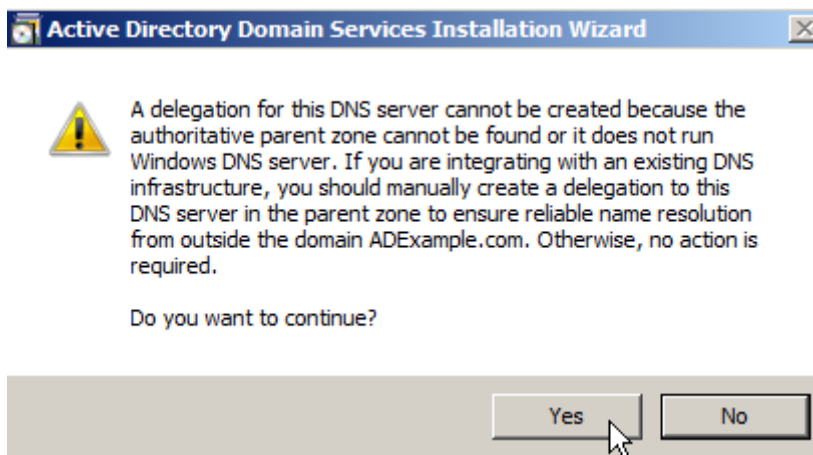 Active Directory Domain Services Installation Wizard
A delegation for this DNS server cannot be created because the
authoritative parent zone cannot be found or it does not run
Windows DNS server. If you are integrating with an existing DNS
infrastructure, you should manually create a delegation to this
DNS server in the parent zone to ensure reliable name resolution
from outside the domain ADExample.com. Otherwise, no action is
required.
Do you want to continue?
Yes No